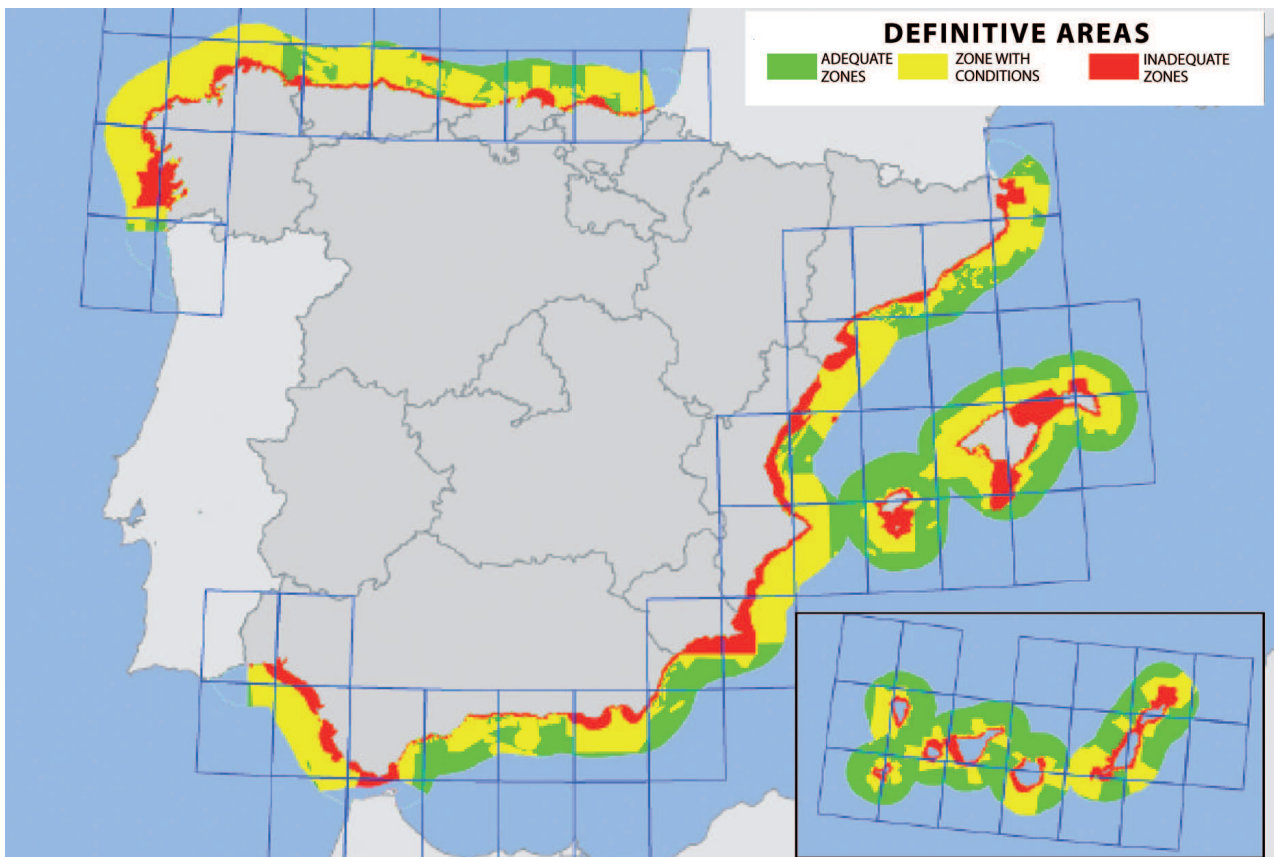 DEFINITIVE AREAS
ADEQUATE
ZONES
ZONE WITH
CONDITIONS
INADEQUATE
ZONES